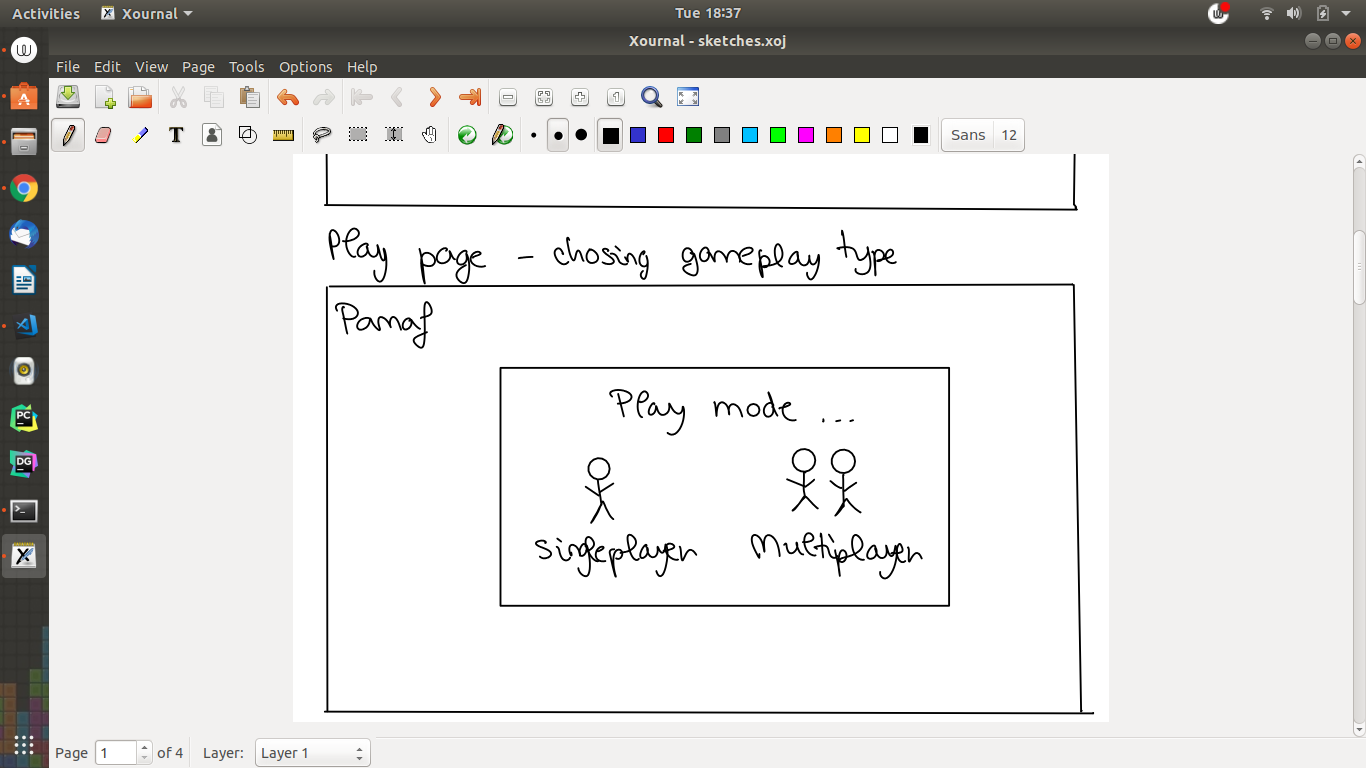 Activities Xournal Tue 18:37
Xournal - sketches.xoj
File Edit View Page Tools Options Help
Sans 12
Play page - chosing gameplay type
Pamaf
Play mode ...
singleplayer Multiplayer
Page 1 of 4 Layer: Layer 1